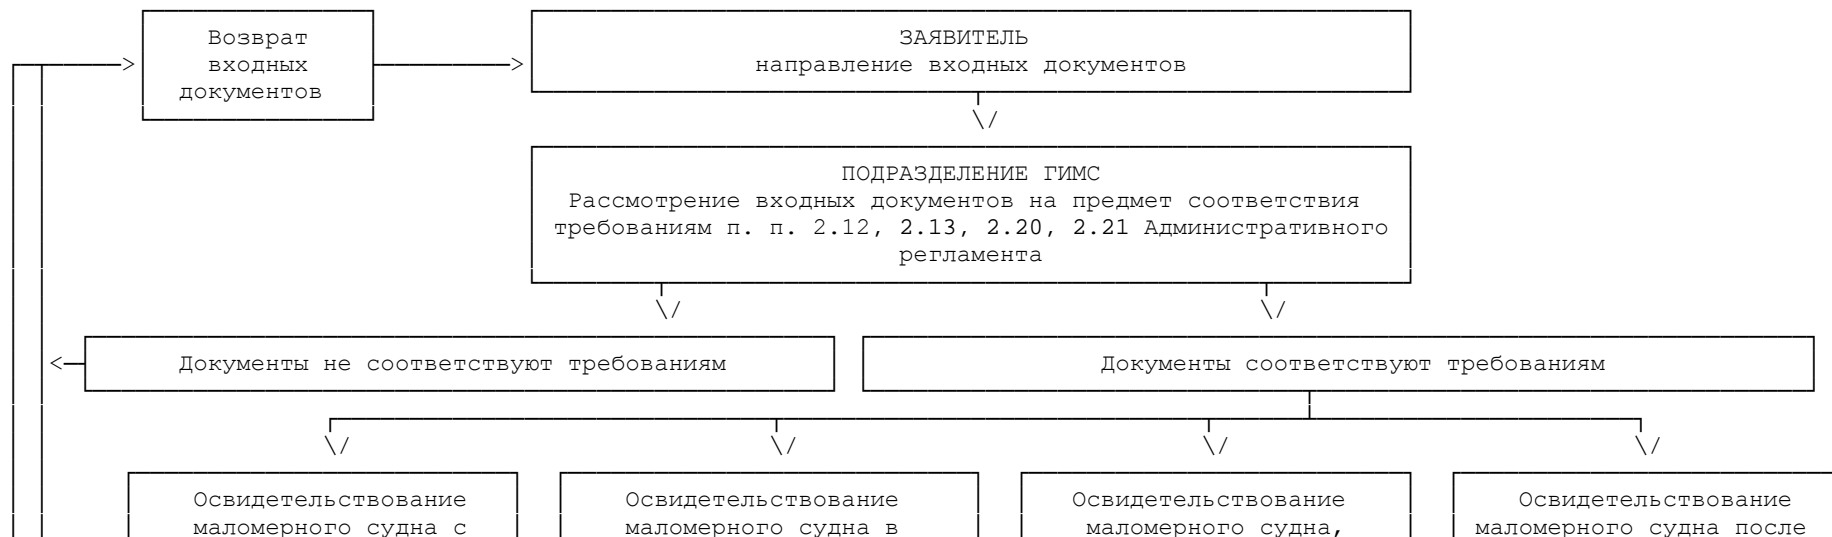 Возврат
входных
документов
ЗАЯВИТЕЛЬ
направление входных документов
ПОДРАЗДЕЛЕНИЕ ГИМС
Рассмотрение входных документов на предмет соответствия
требованиям п. п. 2.12, 2.13, 2.20, 2.21 Административного
регламента
Документы не соответствуют требованиям
Документы соответствуют требованиям
Освидетельствование
маломерного судна с
Освидетельствование
маломерного судна в
Освидетельствование
маломерного судна,
Освидетельствование
маломерного судна после